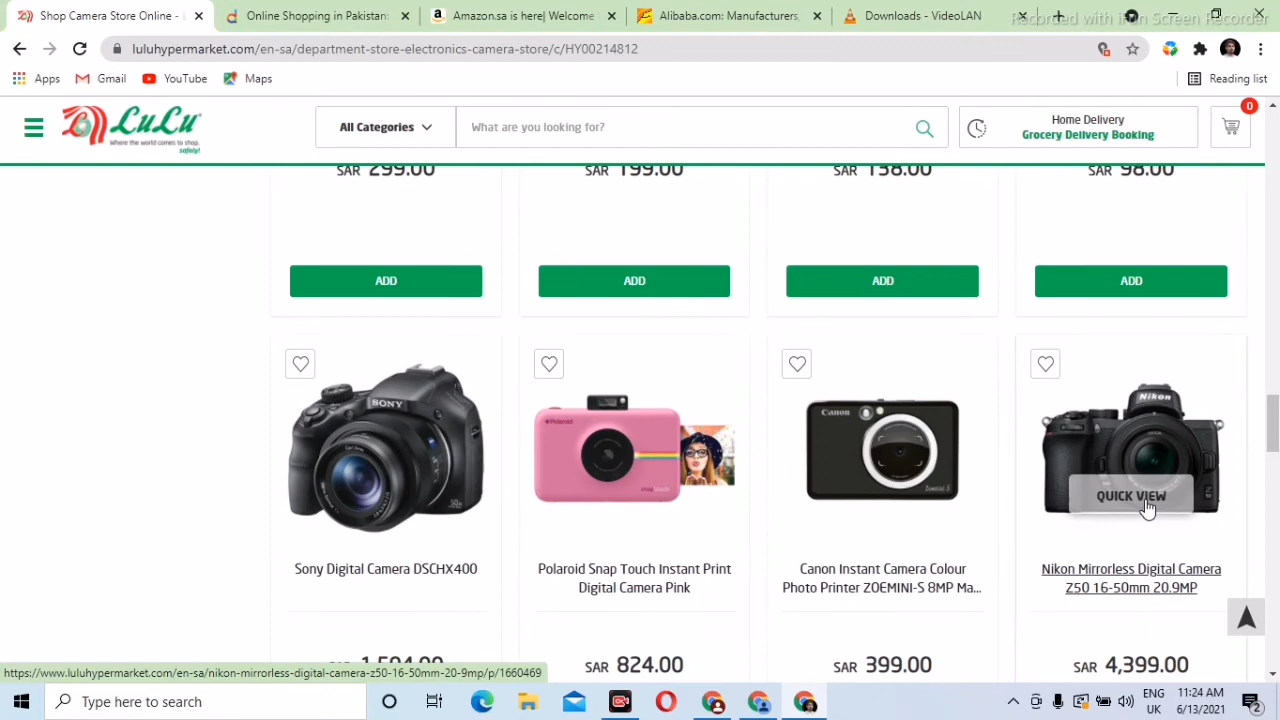 Shop Camera Store Online - Lu
Online Shopping in Pakistan:
Amazon.sa is here| Welcome
Alibaba.com: Manufacturers,
Downloads - VideoLAN
Recorded with iFun Screen Recorder
luluhypermarket.com/en-sa/department-store-electronics-camera-store/c/HY00214812
Apps Gmail YouTube Maps Reading list
LuLu
Where the world comes to shop,
safely!
All Categories What are you looking for?
Home Delivery
Grocery Delivery Booking
0
SAR 299.00 SAR 199.00 SAR 138.00 SAR 98.00
ADD ADD ADD ADD
SONY
Polaroid
snaptouch
Canon
Zoemini S
Nikon
QUICK VIEW
Sony Digital Camera DSCHX400
Polaroid Snap Touch Instant Print
Digital Camera Pink
Canon Instant Camera Colour
Photo Printer ZOEMINI-S 8MP Ma...
Nikon Mirrorless Digital Camera
Z50 16-50mm 20.9MP
SAR 824.00 SAR 399.00 SAR 4,399.00
https://www.luluhypermarket.com/en-sa/nikon-mirrorless-digital-camera-z50-16-50mm-20-9mp/p/1660469
Type here to search
ENG
UK
11:24 AM
6/13/2021
2